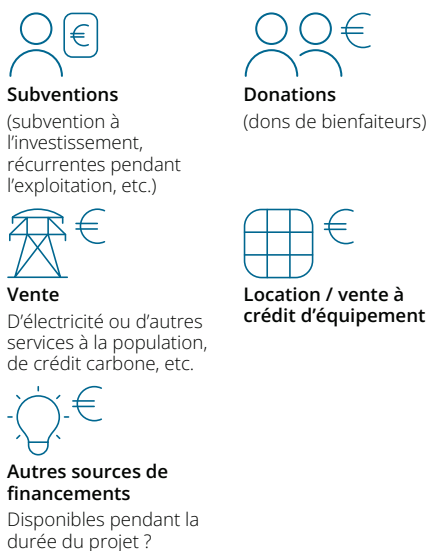 Subventions
(subvention à
l'investissement,
récurrentes pendant
l'exploitation, etc.)
Donations
(dons de bienfaiteurs)
Vente
D'électricité ou d'autres
services à la population,
de crédit carbone, etc.
Location / vente à
crédit d'équipement
Autres sources de
financements
Disponibles pendant la
durée du projet ?